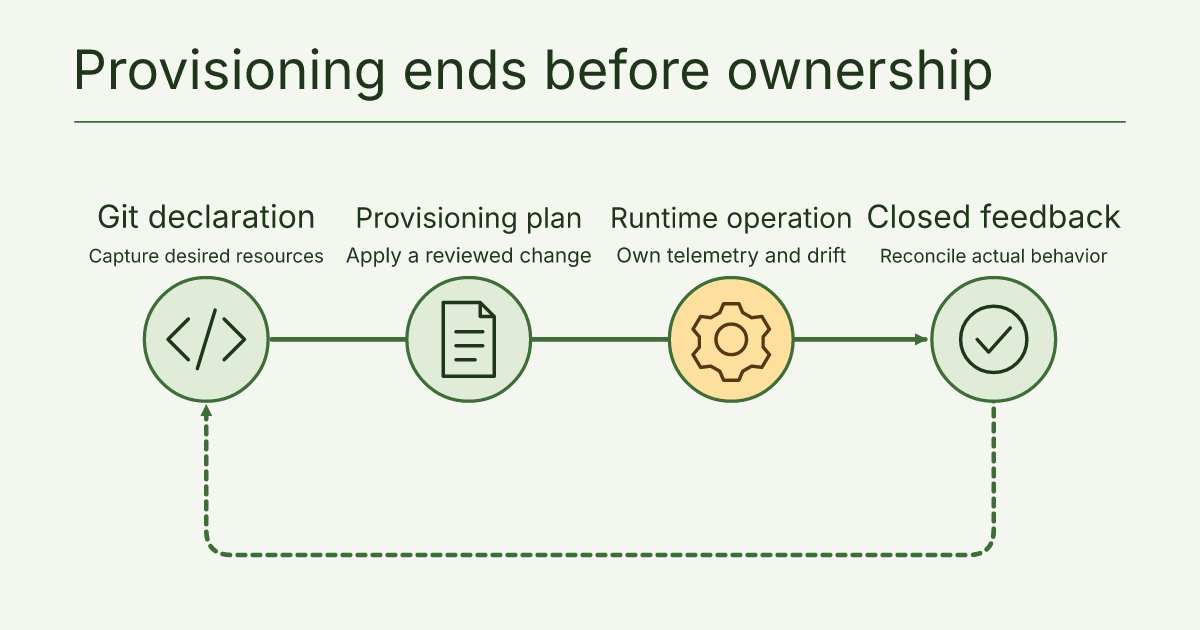 Provisioning ends before ownership
Git declaration
Capture desired resources
Provisioning plan
Apply a reviewed change
Runtime operation
Own telemetry and drift
Closed feedback
Reconcile actual behavior